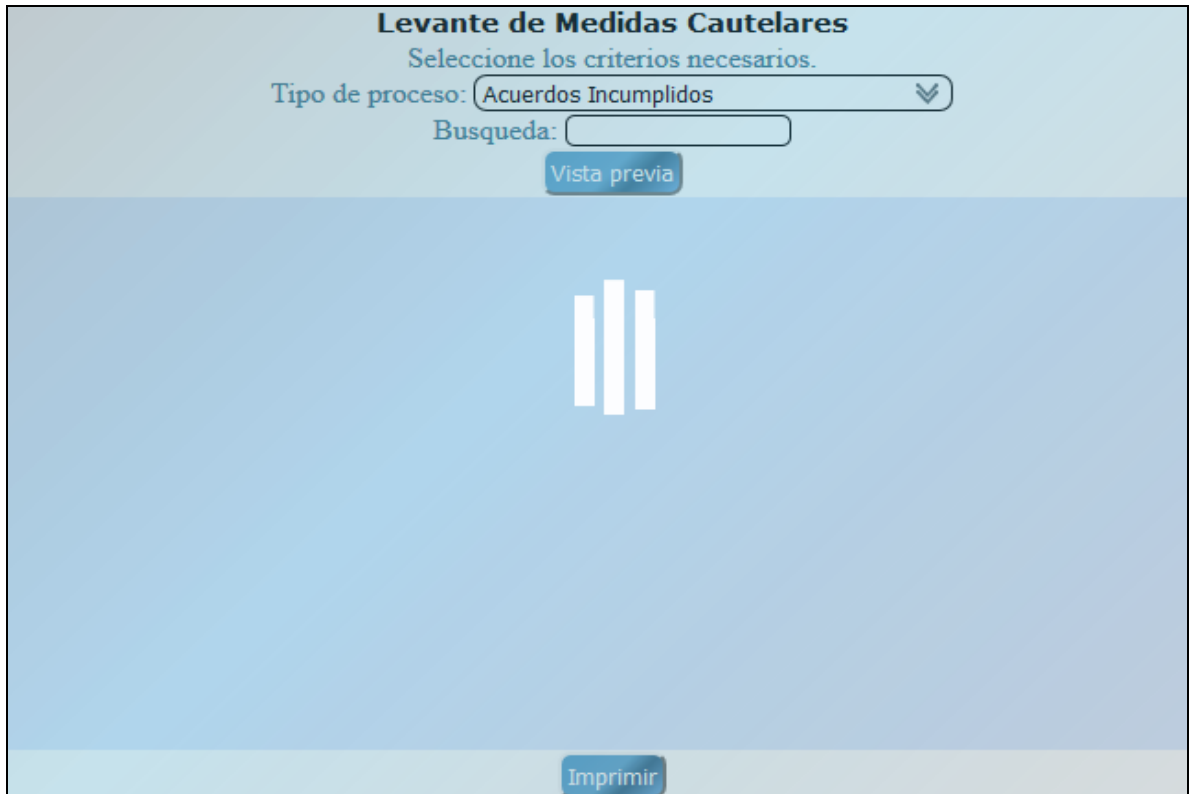 Levante de Medidas Cautelares
Seleccione los criterios necesarios.
Tipo de proceso: Acuerdos Incumplidos
Busqueda:
Vista previa
Imprimir